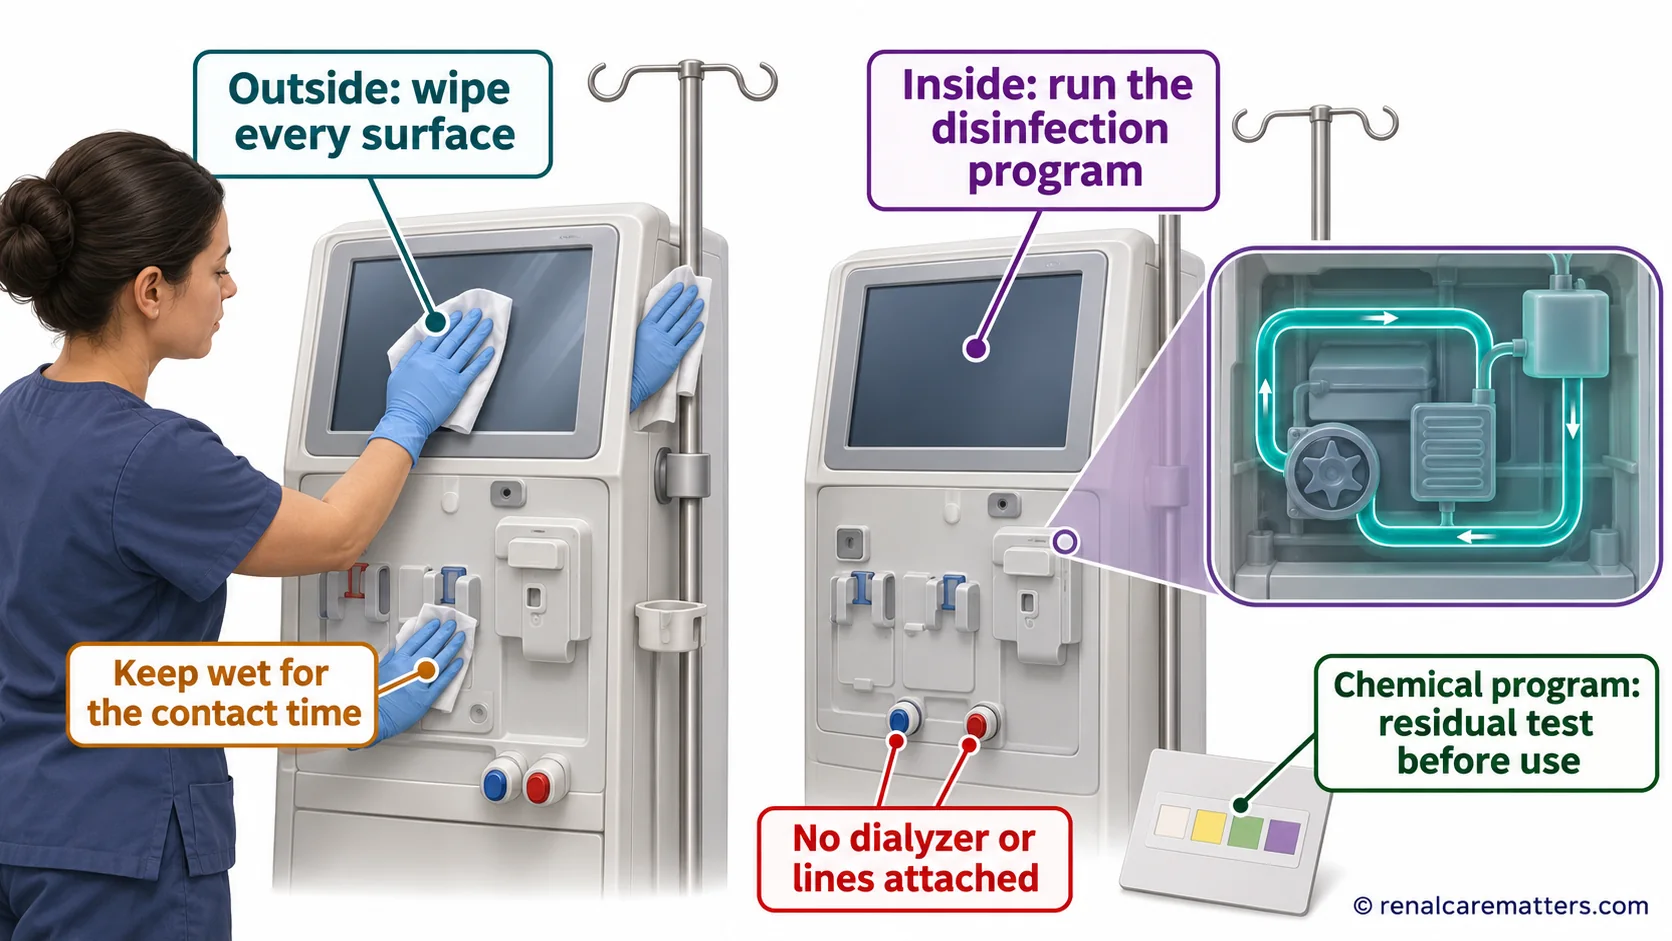 Outside: wipe
every surface
Inside: run the
disinfection
program
Keep wet for
the contact time
Chemical program:
residual test
before use
No dialyzer or
lines attached
© renalcarematters.com